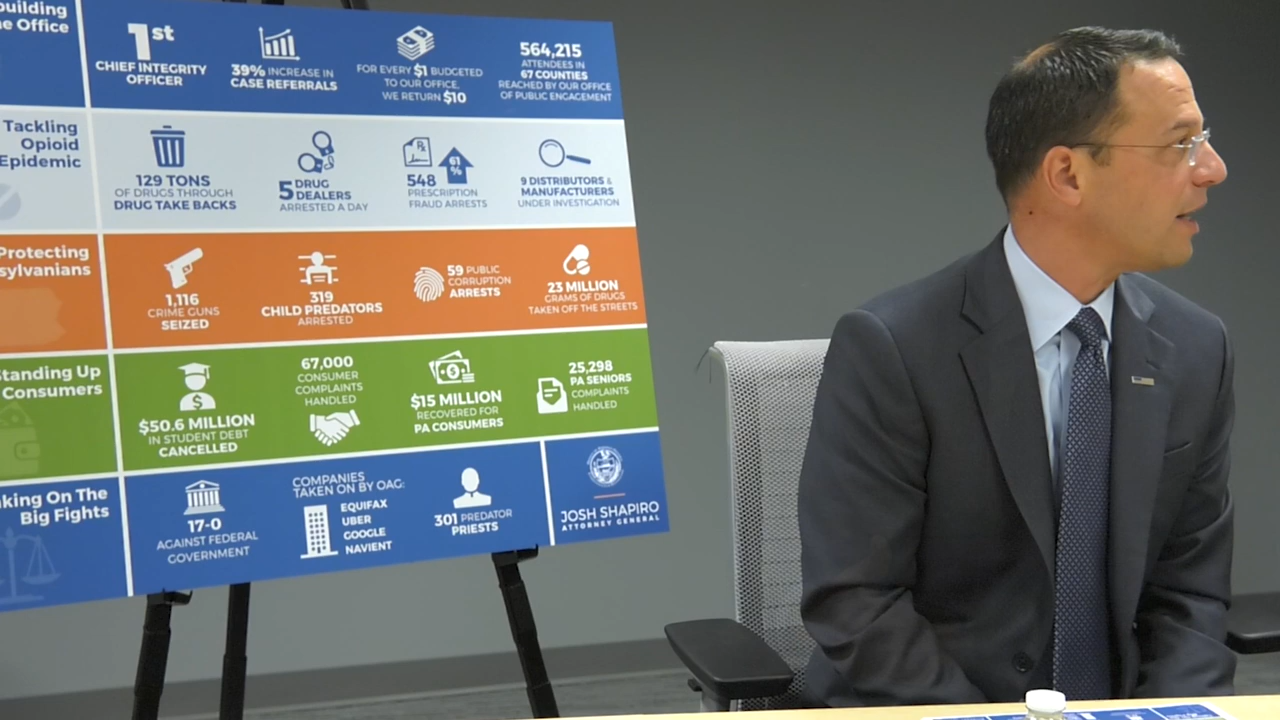 building
e Office
1st
CHIEF INTEGRITY
OFFICER
39% INCREASE IN
CASE REFERRALS
FOR EVERY $1 BUDGETED
TO OUR OFFICE,
WE RETURN $10
564,215
ATTENDEES IN
67 COUNTIES
REACHED BY OUR OFFICE
OF PUBLIC ENGAGEMENT
Tackling
Opioid
Epidemic
129 TONS
OF DRUGS THROUGH
DRUG TAKE BACKS
5 DRUG
DEALERS
ARRESTED A DAY
Rx
61
%
548
PRESCRIPTION
FRAUD ARRESTS
9 DISTRIBUTORS &
MANUFACTURERS
UNDER INVESTIGATION
Protecting
sylvanians
1,116
CRIME GUNS
SEIZED
319
CHILD PREDATORS
ARRESTED
59 PUBLIC
CORRUPTION
ARRESTS
23 MILLION
GRAMS OF DRUGS
TAKEN OFF THE STREETS
Standing Up
Consumers
$50.6 MILLION
IN STUDENT DEBT
CANCELLED
67,000
CONSUMER
COMPLAINTS
HANDLED
$15 MILLION
RECOVERED FOR
PA CONSUMERS
25,298
PA SENIORS
COMPLAINTS
HANDLED
king On The
Big Fights
17-0
AGAINST FEDERAL
GOVERNMENT
COMPANIES
TAKEN ON BY OAG:
EQUIFAX
UBER
GOOGLE
NAVIENT
301 PREDATOR
PRIESTS
JOSH SHAPIRO
ATTORNEY GENERAL